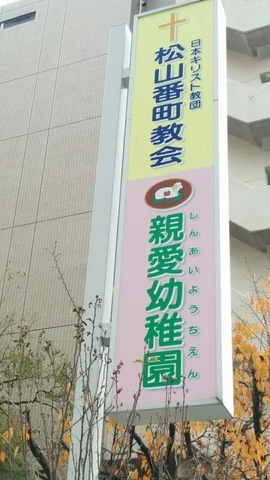 日本キリスト教団
松山番町教会
幼
しんあいようちえん
親愛幼稚園